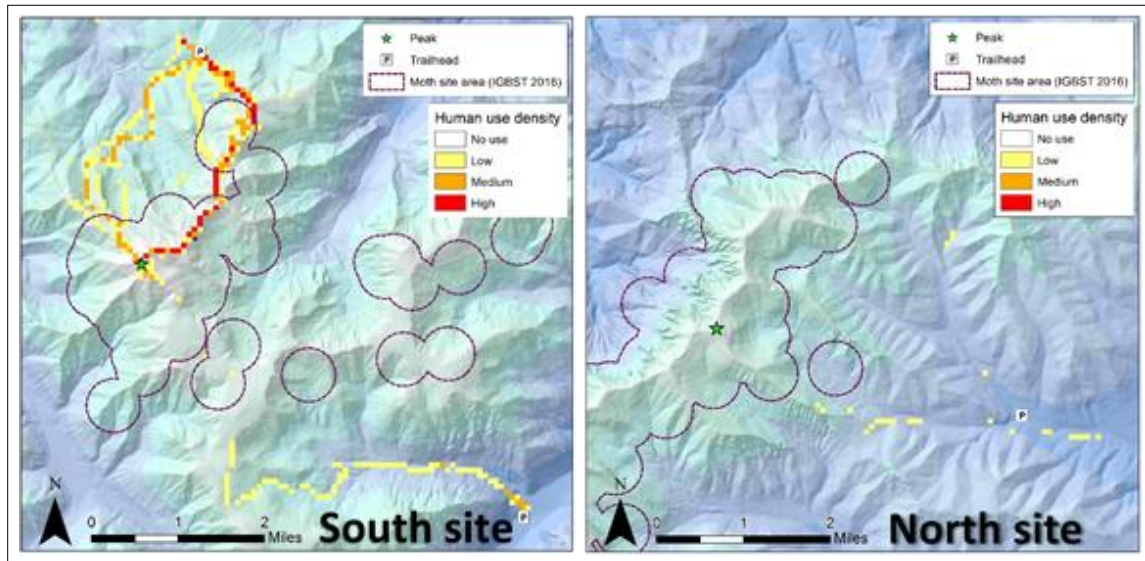 Peak
P Trailhead
Moth site area (IGBST 2016)
Human use density
No use
Low
Medium
High
P
P
N
0 1 2
Miles
South site
Peak
P Trailhead
Moth site area (IGBST 2016)
Human use density
No use
Low
Medium
High
P
N
0 1 2
Miles
North site